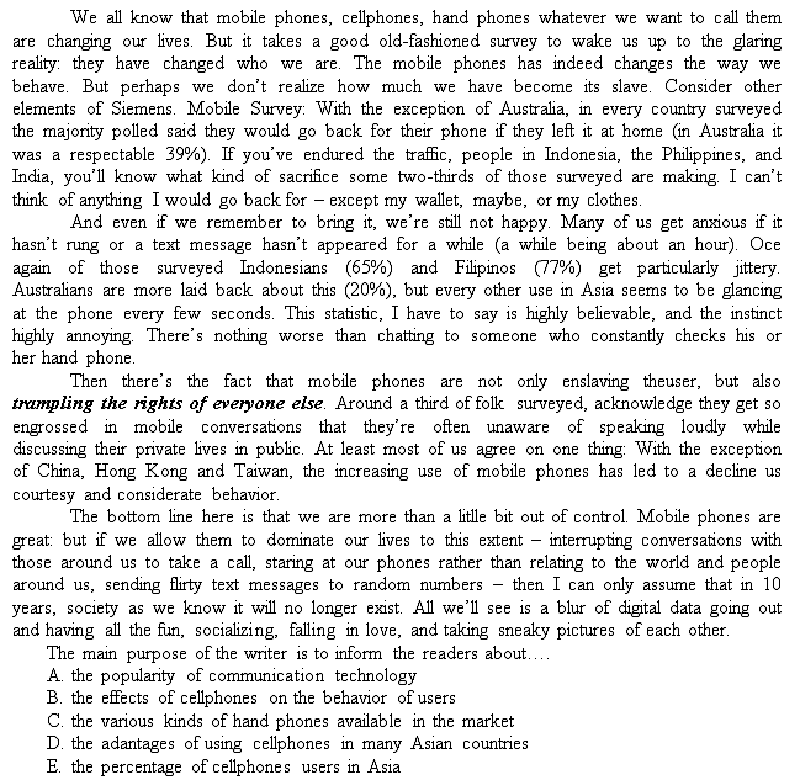 We all know that mobile phones, cellphones, hand phones whatever we want to call them
are changing our lives. But it takes a good old-fashioned survey to wake us up to the glaring
reality: they have changed who we are. The mobile phones has indeed changes the way we
behave. But perhaps we don't realize how much we have become its slave. Consider other
elements of Siemens. Mobile Survey: With the exception of Australia, in every country surveyed
the majority polled said they would go back for their phone if they left it at home (in Australia it
was a respectable 39%). If you've endured the traffic, people in Indonesia, the Philippines, and
India, you'll know what kind of sacrifice some two-thirds of those surveyed are making. I can't
think of anything I would go back for – except my wallet, maybe, or my clothes.
And even if we remember to bring it, we're still not happy. Many of us get anxious if it
hasn't rung or a text message hasn't appeared for a while (a while being about an hour). Oce
again of those surveyed Indonesians (65%) and Filipinos (77%) get particularly jittery.
Australians are more laid back about this (20%), but every other use in Asia seems to be glancing
at the phone every few seconds. This statistic, I have to say is highly believable, and the instinct
highly annoying. There's nothing worse than chatting to someone who constantly checks his or
her hand phone.
Then there's the fact that mobile phones are not only enslaving theuser, but also
trampling the rights of everyone else. Around a third of folk surveyed, acknowledge they get so
engrossed in mobile conversations that they're often unaware of speaking loudly while
discussing their private lives in public. At least most of us agree on one thing: With the exception
of China, Hong Kong and Taiwan, the increasing use of mobile phones has led to a decline us
courtesy and considerate behavior.
The bottom line here is that we are more than a litlle bit out of control. Mobile phones are
great: but if we allow them to dominate our lives to this extent – interrupting conversations with
those around us to take a call, staring at our phones rather than relating to the world and people
around us, sending flirty text messages to random numbers – then I can only assume that in 10
years, society as we know it will no longer exist. All we'll see is a blur of digital data going out
and having all the fun, socializing, falling in love, and taking sneaky pictures of each other.
The main purpose of the writer is to inform the readers about….
A. the popularity of communication technology
B. the effects of cellphones on the behavior of users
C. the various kinds of hand phones available in the market
D. the adantages of using cellphones in many Asian countries
E. the percentage of cellphones users in Asia